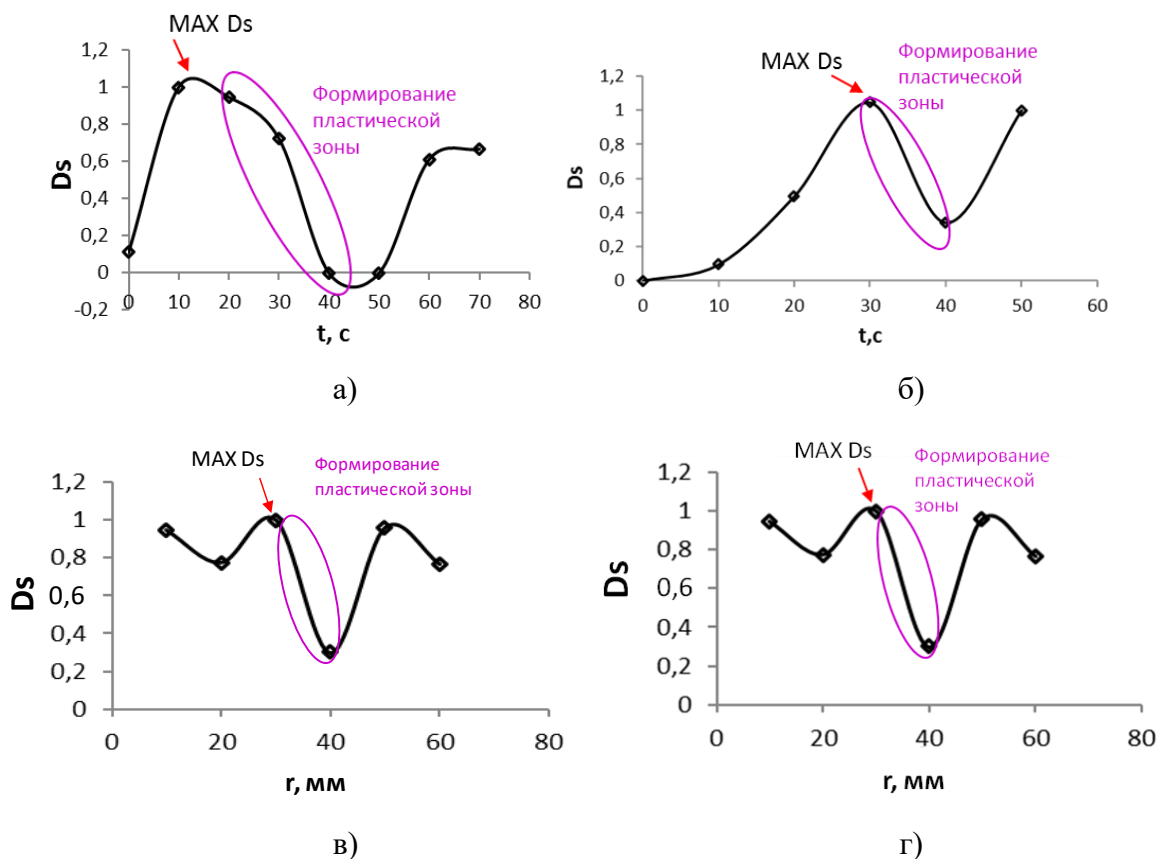 MAX Ds
1,2
1
0,8
0,6
0,4
0,2
0
-0,2
Ds
Формирование
пластической
зоны
0 10 20 30 40 50 60 70 80
t, с
а)
MAX Ds
Формирование
пластической
зоны
1,2
1
0,8
0,6
0,4
0,2
0
Ds
0 10 20 30 40 50 60
t,с
б)
MAX Ds
Формирование
пластической зоны
1,2
1
0,8
0,6
0,4
0,2
0
Ds
0 20 40 60 80
r, мм
в)
MAX Ds
Формирование
пластической
зоны
1,2
1
0,8
0,6
0,4
0,2
0
Ds
0 20 40 60 80
r, мм
г)